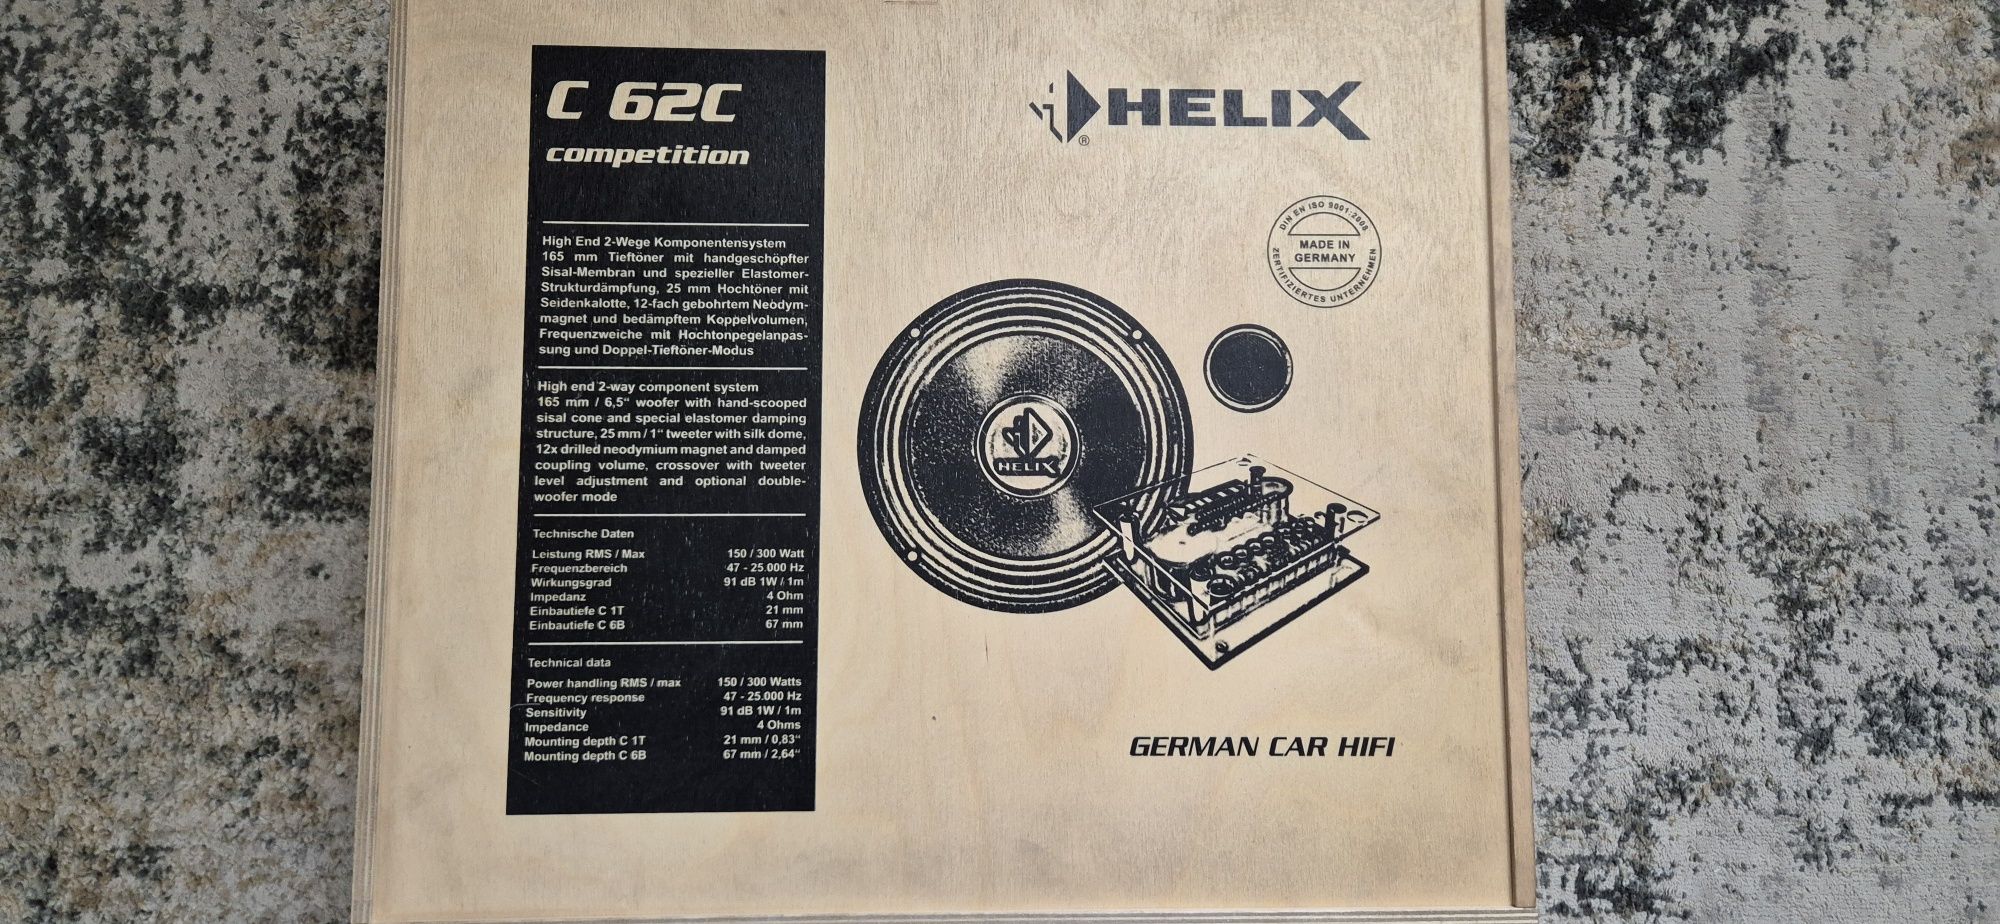 C 62C
competition
High End 2-Wege Komponentensystem
165 mm Tieftöner mit handgeschöpfter
Sisal-Membran und spezieller Elastomer-
Strukturdämpfung, 25 mm Hochtöner mit
Seidenkalotte, 12-fach gebohrtem Neodym-
magnet und bedämpftem Koppelvolumen,
Frequenzweiche mit Hochtonpegelanpas-
sung und Doppel-Tieftöner-Modus
High end 2-way component system
165 mm / 6,5“ woofer with hand-scooped
sisal cone and special elastomer damping
structure, 25 mm / 1“ tweeter with silk dome,
12x drilled neodymium magnet and damped
coupling volume, crossover with tweeter
level adjustment and optional double-
woofer mode
Technische Daten
Leistung RMS / Max 150 / 300 Watt
Frequenzbereich 47 - 25.000 Hz
Wirkungsgrad 91 dB 1W / 1m
Impedanz 4 Ohm
Einbautiefe C 1T 21 mm
Einbautiefe C 6B 67 mm
Technical data
Power handling RMS / max 150 / 300 Watts
Frequency response 47 - 25.000 Hz
Sensitivity 91 dB 1W / 1m
Impedance 4 Ohms
Mounting depth C 1T 21 mm / 0,83“
Mounting depth C 6B 67 mm / 2,64“
HELIX
®
DIN EN ISO 9001:2008
MADE IN
GERMANY
ZERTIFIZIERTES UNTERNEHMEN
HELIX
GERMAN CAR HIFI